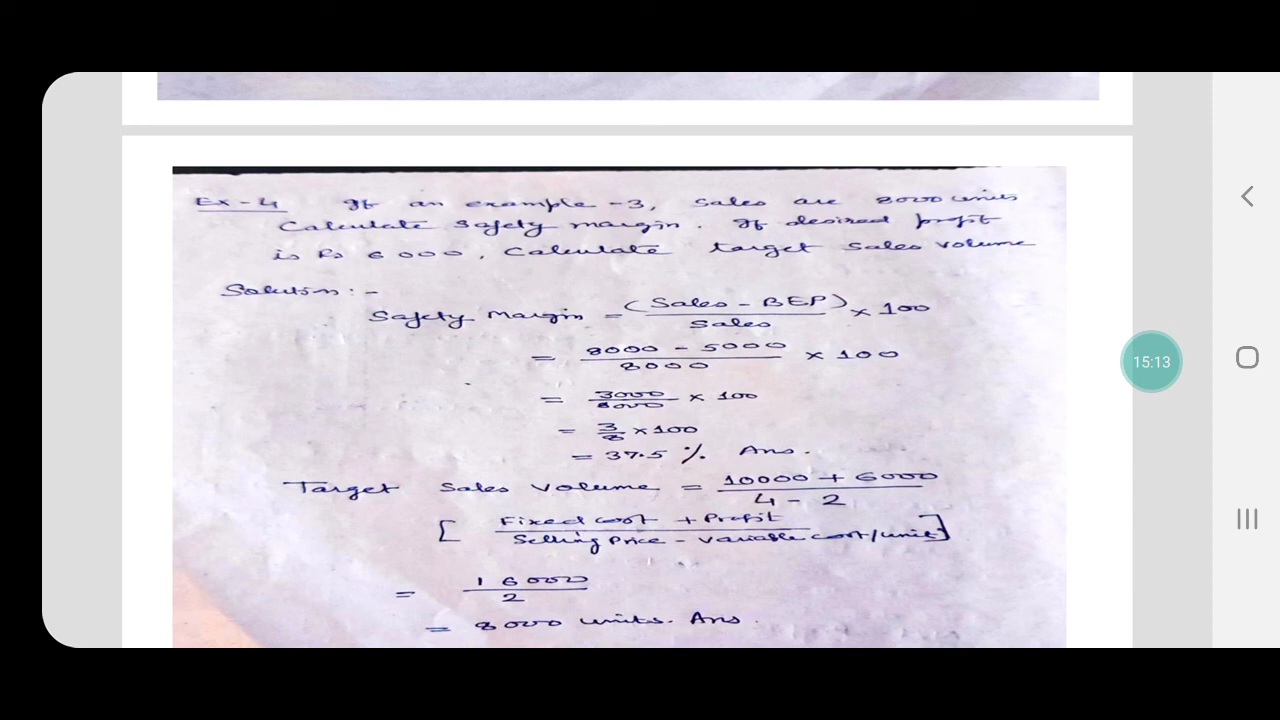 Ex-4 If an example -3, Sales are 8000 units
Calculate Safety margin. If desired profit
is Rs 6000, Calculate target Sales volume
Solution:-
Safety Margin = (Sales - BEP) / Sales × 100
= 8000 - 5000 / 8000 × 100
= 3000 / 8000 × 100
= 3/8 × 100
= 37.5 % Ans.
Target Sales Volume = 10000 + 6000 / 4 - 2
[ Fixed cost + Profit / Selling Price - Variable cost/unit ]
= 16000 / 2
= 8000 units. Ans.
15:13